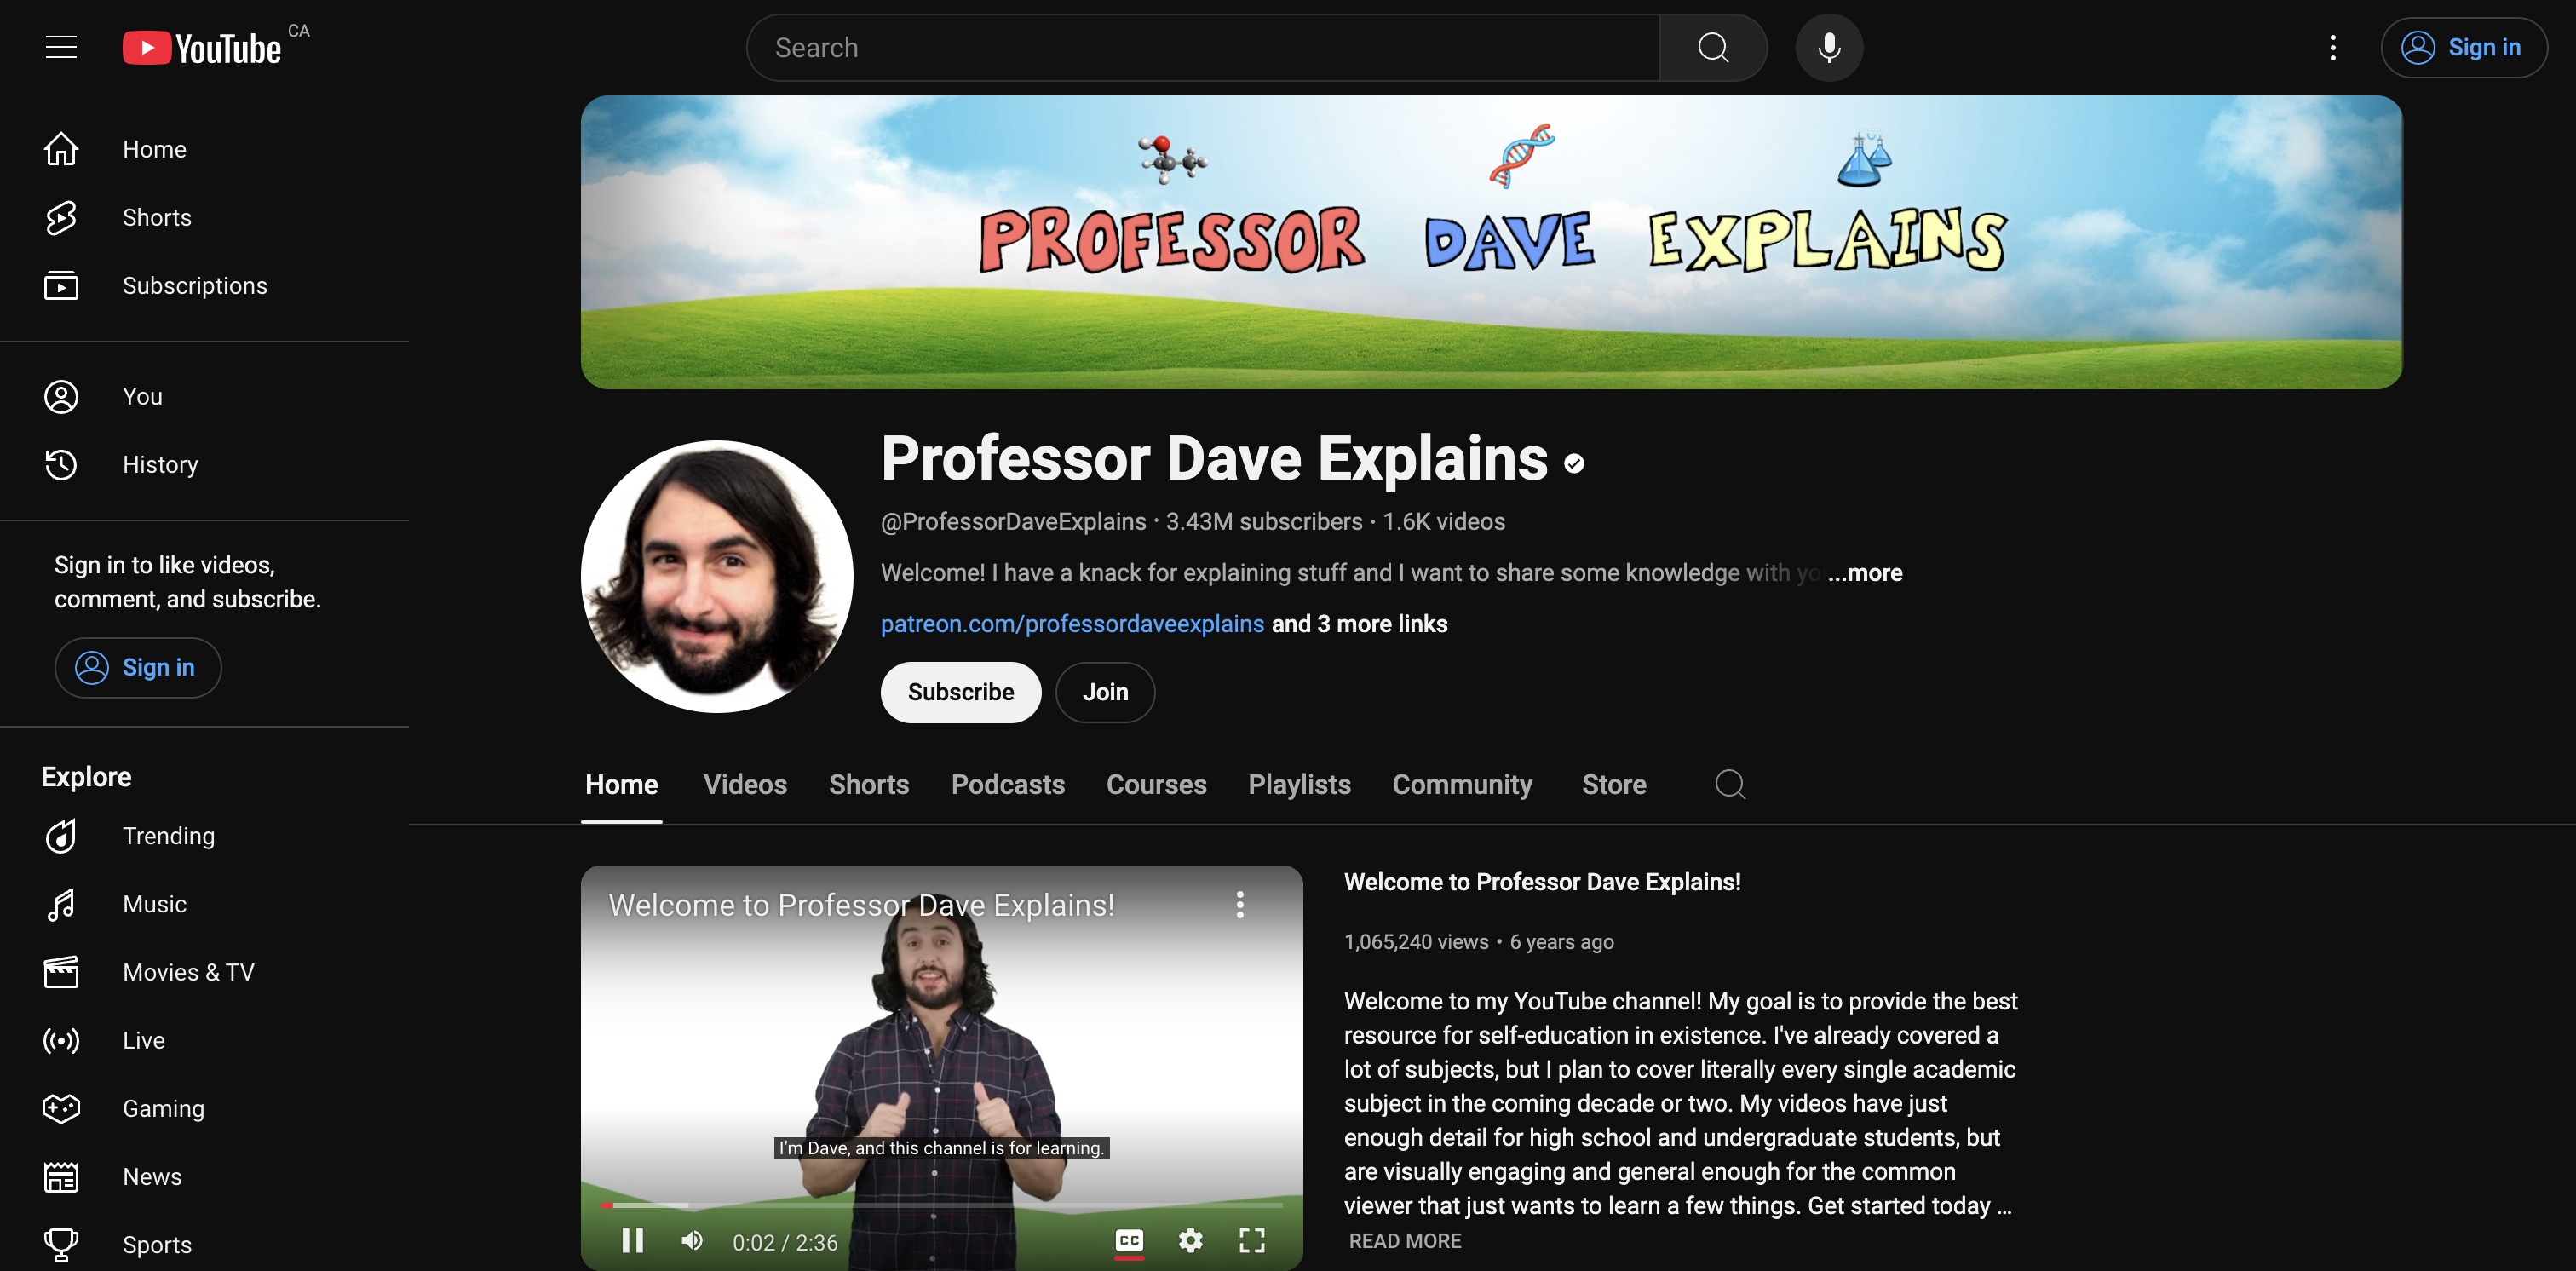 YouTube CA
Search
Sign in
Home
Shorts
Subscriptions
You
History
Sign in to like videos,
comment, and subscribe.
Sign in
Explore
Trending
Music
Movies & TV
Live
Gaming
News
Sports
PROFESSOR DAVE EXPLAINS
Professor Dave Explains
@ProfessorDaveExplains · 3.43M subscribers · 1.6K videos
Welcome! I have a knack for explaining stuff and I want to share some knowledge with yo ...more
patreon.com/professordaveexplains and 3 more links
Subscribe Join
Home Videos Shorts Podcasts Courses Playlists Community Store
Welcome to Professor Dave Explains!
I'm Dave, and this channel is for learning.
0:02 / 2:36
CC
Welcome to Professor Dave Explains!
1,065,240 views • 6 years ago
Welcome to my YouTube channel! My goal is to provide the best
resource for self-education in existence. I've already covered a
lot of subjects, but I plan to cover literally every single academic
subject in the coming decade or two. My videos have just
enough detail for high school and undergraduate students, but
are visually engaging and general enough for the common
viewer that just wants to learn a few things. Get started today ...
READ MORE